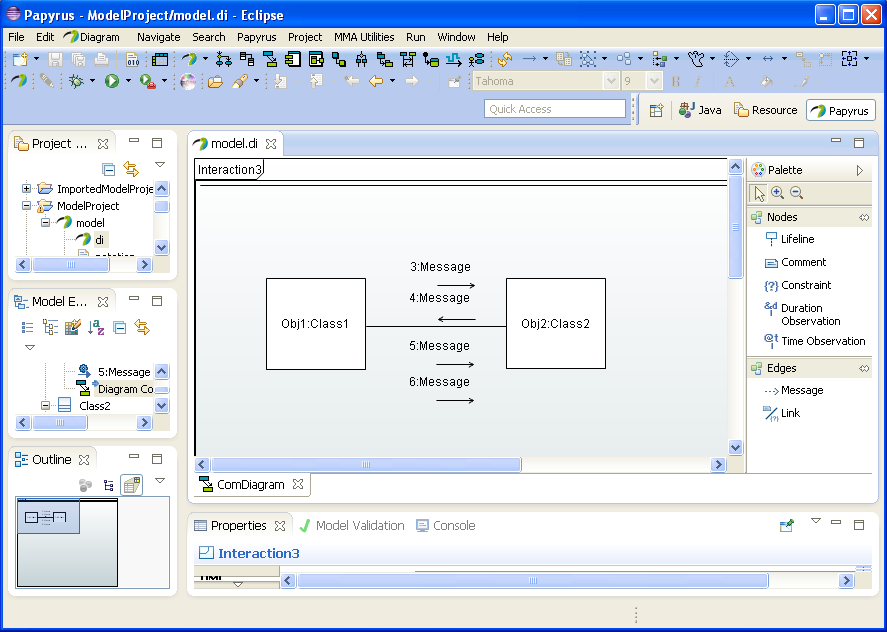 Papyrus - ModelProject/model.di - Eclipse
File Edit Diagram Navigate Search Papyrus Project MMA Utilities Run Window Help
010
Tahoma 9 B I A
Quick Access Java Resource Papyrus
Project ...
ImportedModelProje
ModelProject
model
di
notation
Model E...
5:Message
Diagram Co
Class2
Outline
model.di
Interaction3
3:Message
4:Message
Obj1:Class1
Obj2:Class2
5:Message
6:Message
ComDiagram
Palette
Nodes
Lifeline
Comment
Constraint
Duration
Observation
Time Observation
Edges
Message
Link
Properties Model Validation Console
Interaction3
UML